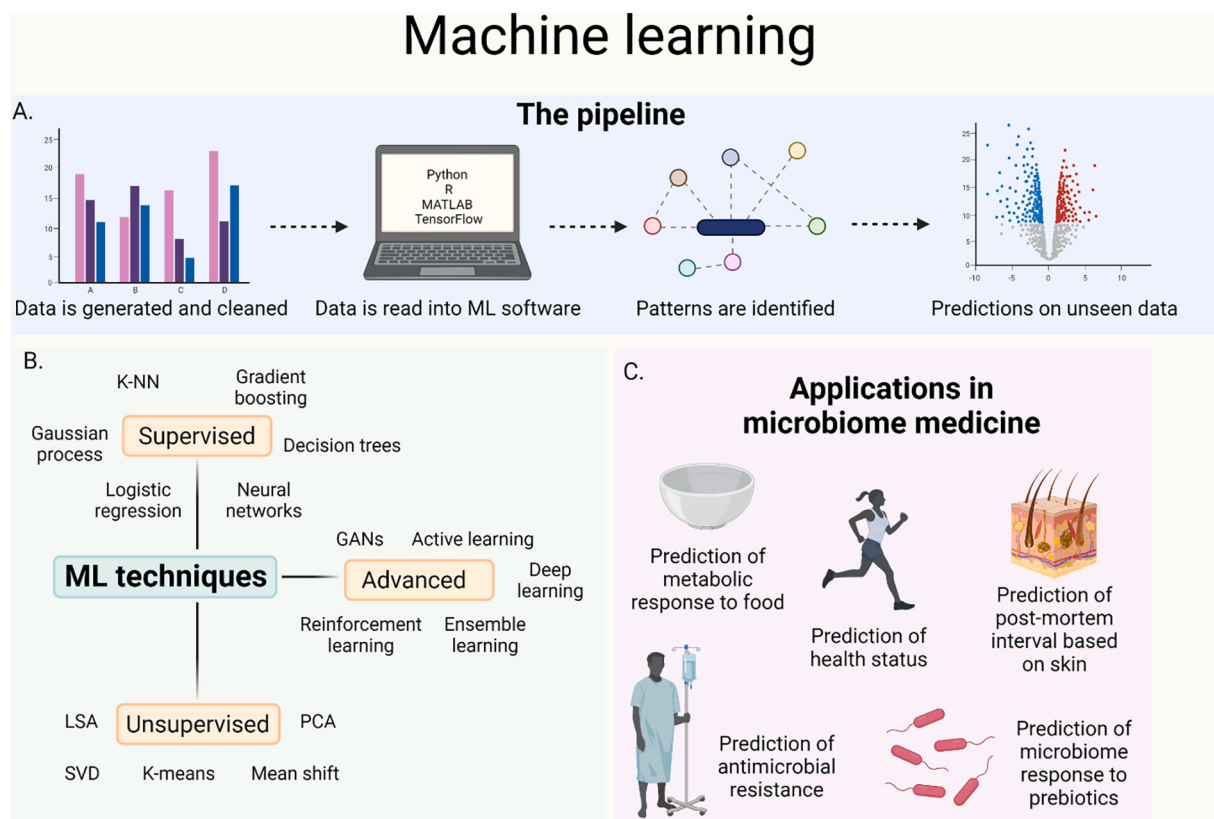 Machine learning
A.
The pipeline
25
20
15
10
5
0
A
B
C
D
Data is generated and cleaned
Python
R
MATLAB
TensorFlow
Data is read into ML software
Patterns are identified
25
20
15
10
5
0
-10
-5
0
5
10
Predictions on unseen data
B.
K-NN
Gradient
boosting
Gaussian
process
Supervised
Decision trees
Logistic
regression
Neural
networks
ML techniques
GANs
Active learning
Advanced
Deep
learning
Reinforcement
learning
Ensemble
learning
LSA
Unsupervised
PCA
SVD
K-means
Mean shift
C.
Applications in
microbiome medicine
Prediction of
metabolic
response to food
Prediction of
health status
Prediction of
post-mortem
interval based
on skin
Prediction of
antimicrobial
resistance
Prediction of
microbiome
response to
prebiotics